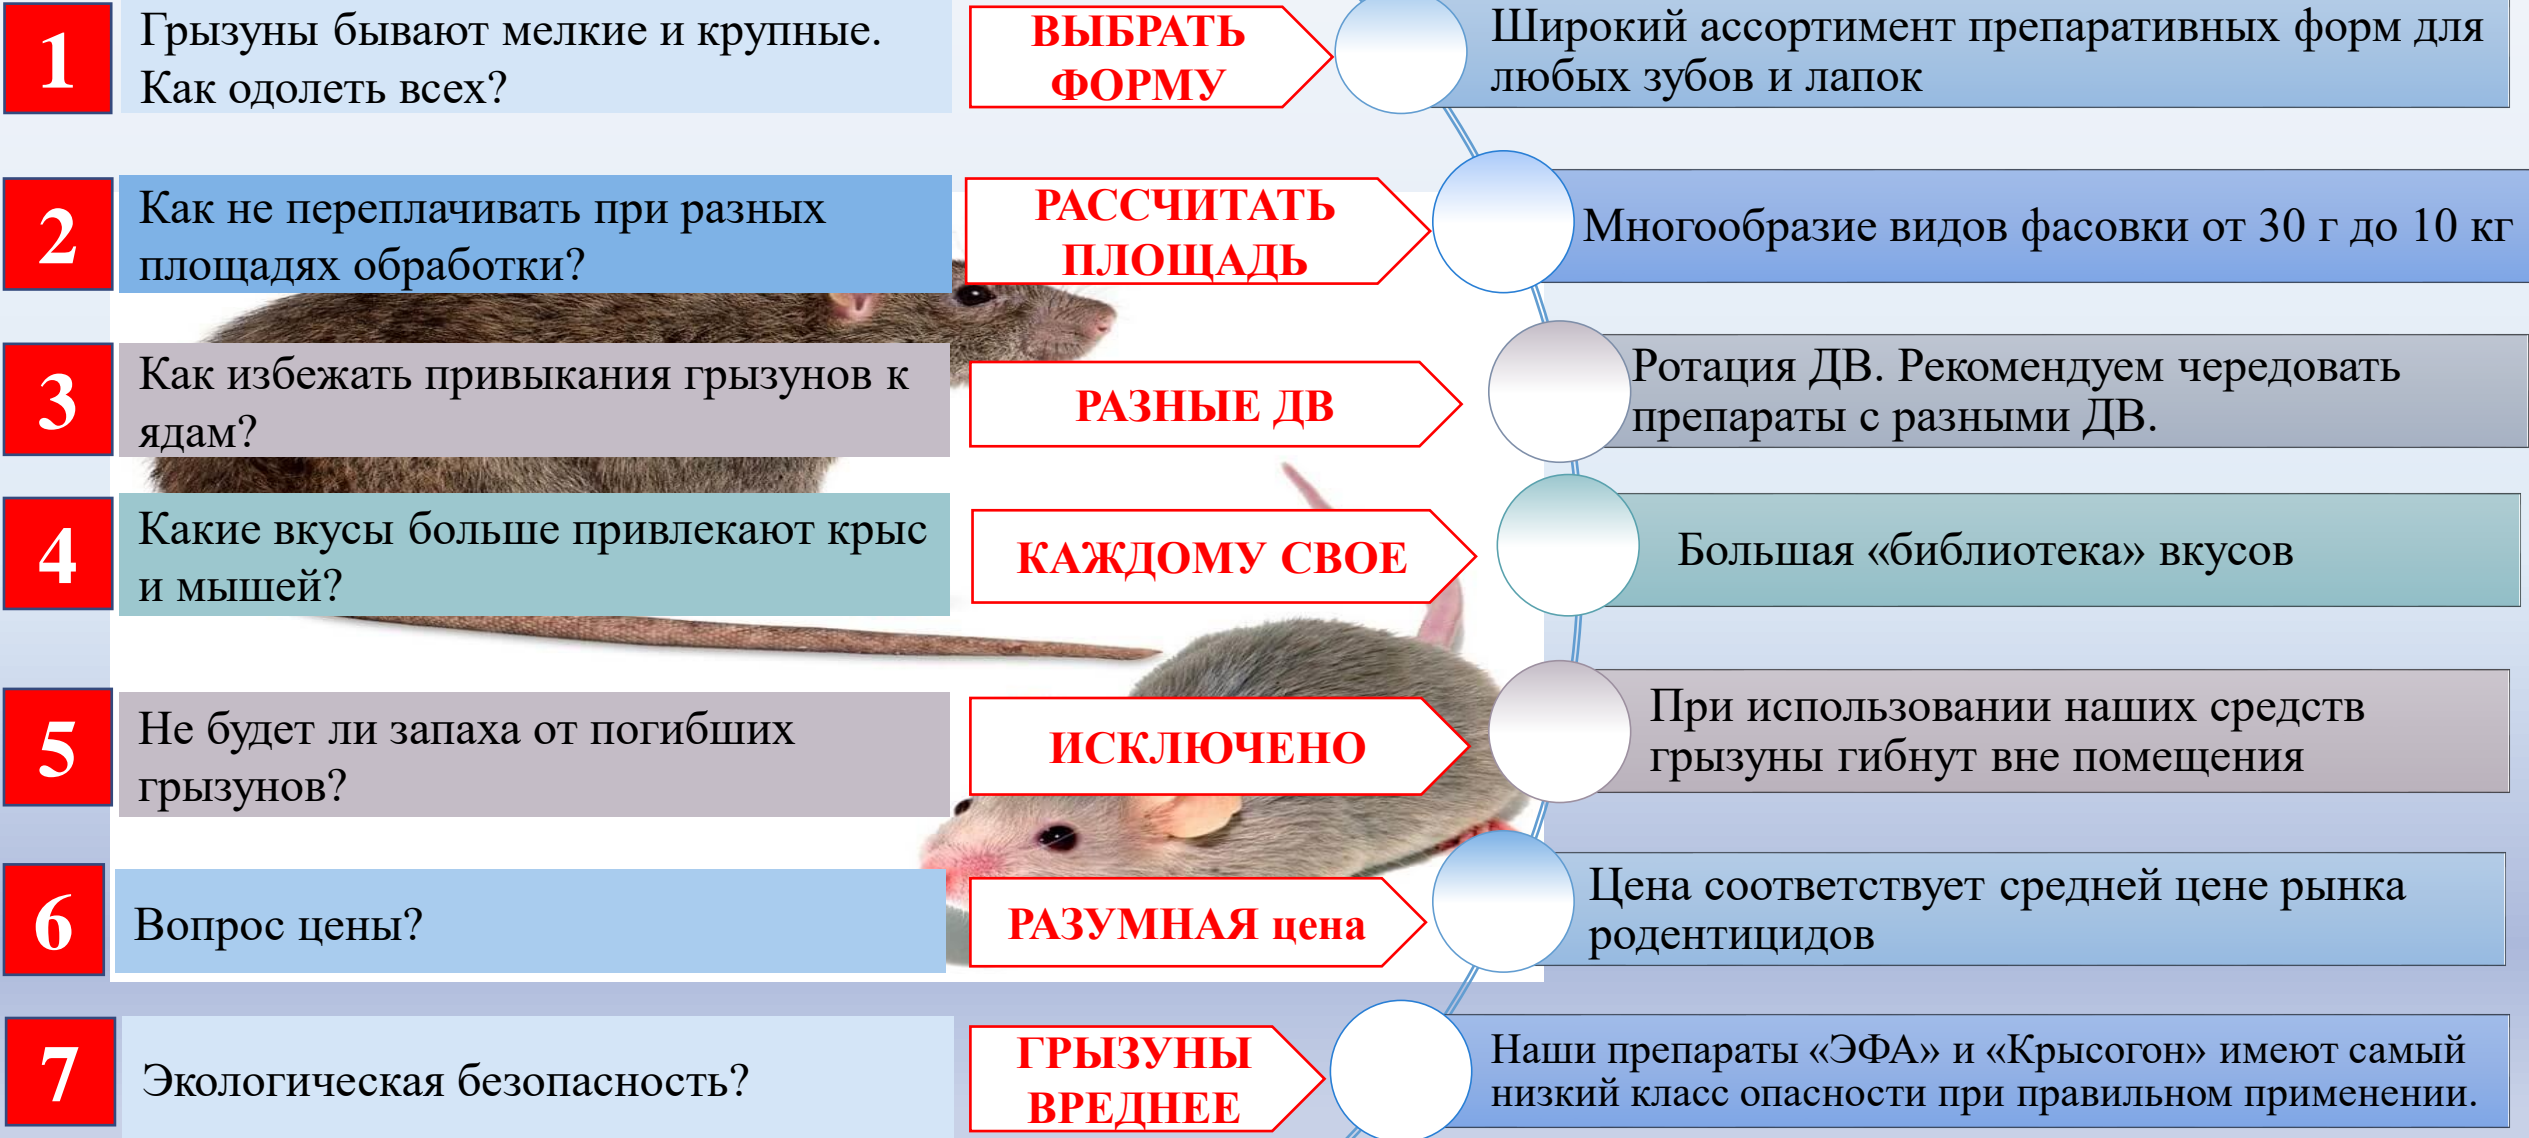 1
Грызуны бывают мелкие и крупные.
Как одолеть всех?
ВЫБРАТЬ
ФОРМУ
Широкий ассортимент препаративных форм для
любых зубов и лапок
2
Как не переплачивать при разных
площадях обработки?
РАССЧИТАТЬ
ПЛОЩАДЬ
Многообразие видов фасовки от 30 г до 10 кг
3
Как избежать привыкания грызунов к
ядам?
РАЗНЫЕ ДВ
Ротация ДВ. Рекомендуем чередовать
препараты с разными ДВ.
4
Какие вкусы больше привлекают крыс
и мышей?
КАЖДОМУ СВОЕ
Большая «библиотека» вкусов
5
Не будет ли запаха от погибших
грызунов?
ИСКЛЮЧЕНО
При использовании наших средств
грызуны гибнут вне помещения
6
Вопрос цены?
РАЗУМНАЯ цена
Цена соответствует средней цене рынка
родентицидов
7
Экологическая безопасность?
ГРЫЗУНЫ
ВРЕДНЕЕ
Наши препараты «ЭФА» и «Крысогон» имеют самый
низкий класс опасности при правильном применении.